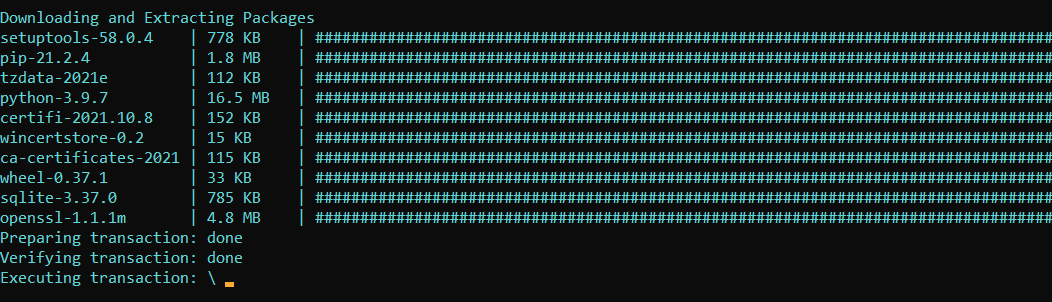 Downloading and Extracting Packages
setuptools-58.0.4    | 778 KB    | ##################################################################################
pip-21.2.4           | 1.8 MB    | ##################################################################################
tzdata-2021e         | 112 KB    | ##################################################################################
python-3.9.7         | 16.5 MB   | ##################################################################################
certifi-2021.10.8    | 152 KB    | ##################################################################################
wincertstore-0.2     | 15 KB     | ##################################################################################
ca-certificates-2021 | 115 KB    | ##################################################################################
wheel-0.37.1         | 33 KB     | ##################################################################################
sqlite-3.37.0        | 785 KB    | ##################################################################################
openssl-1.1.1m       | 4.8 MB    | ##################################################################################
Preparing transaction: done
Verifying transaction: done
Executing transaction: \